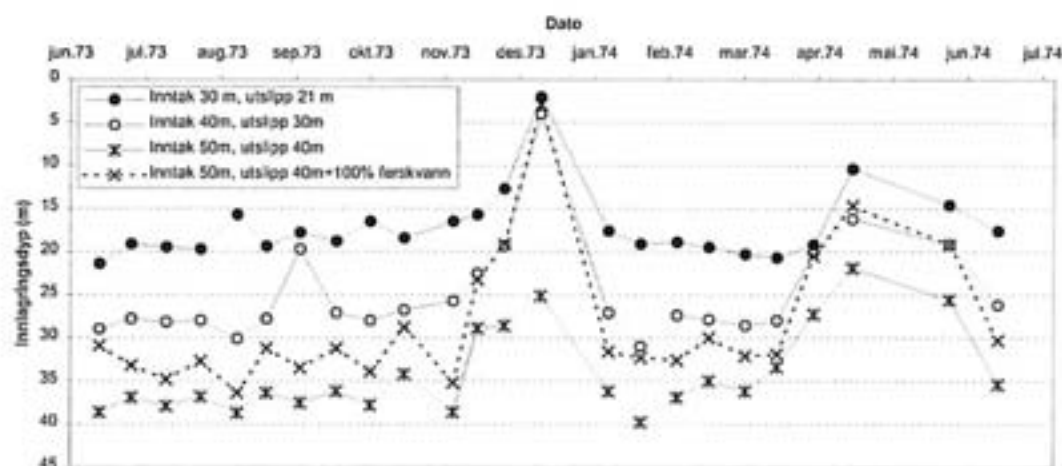 Dato
jun.73 jul.73 aug.73 sep.73 okt.73 nov.73 des.73 jan.74 feb.74 mar.74 apr.74 mai.74 jun.74 jul.74
Innlagringsdyp (m)
0
5
10
15
20
25
30
35
40
45
Inntak 30 m, utslipp 21 m
Inntak 40m, utslipp 30m
Inntak 50m, utslipp 40m
Inntak 50m, utslipp 40m+100% ferskvann